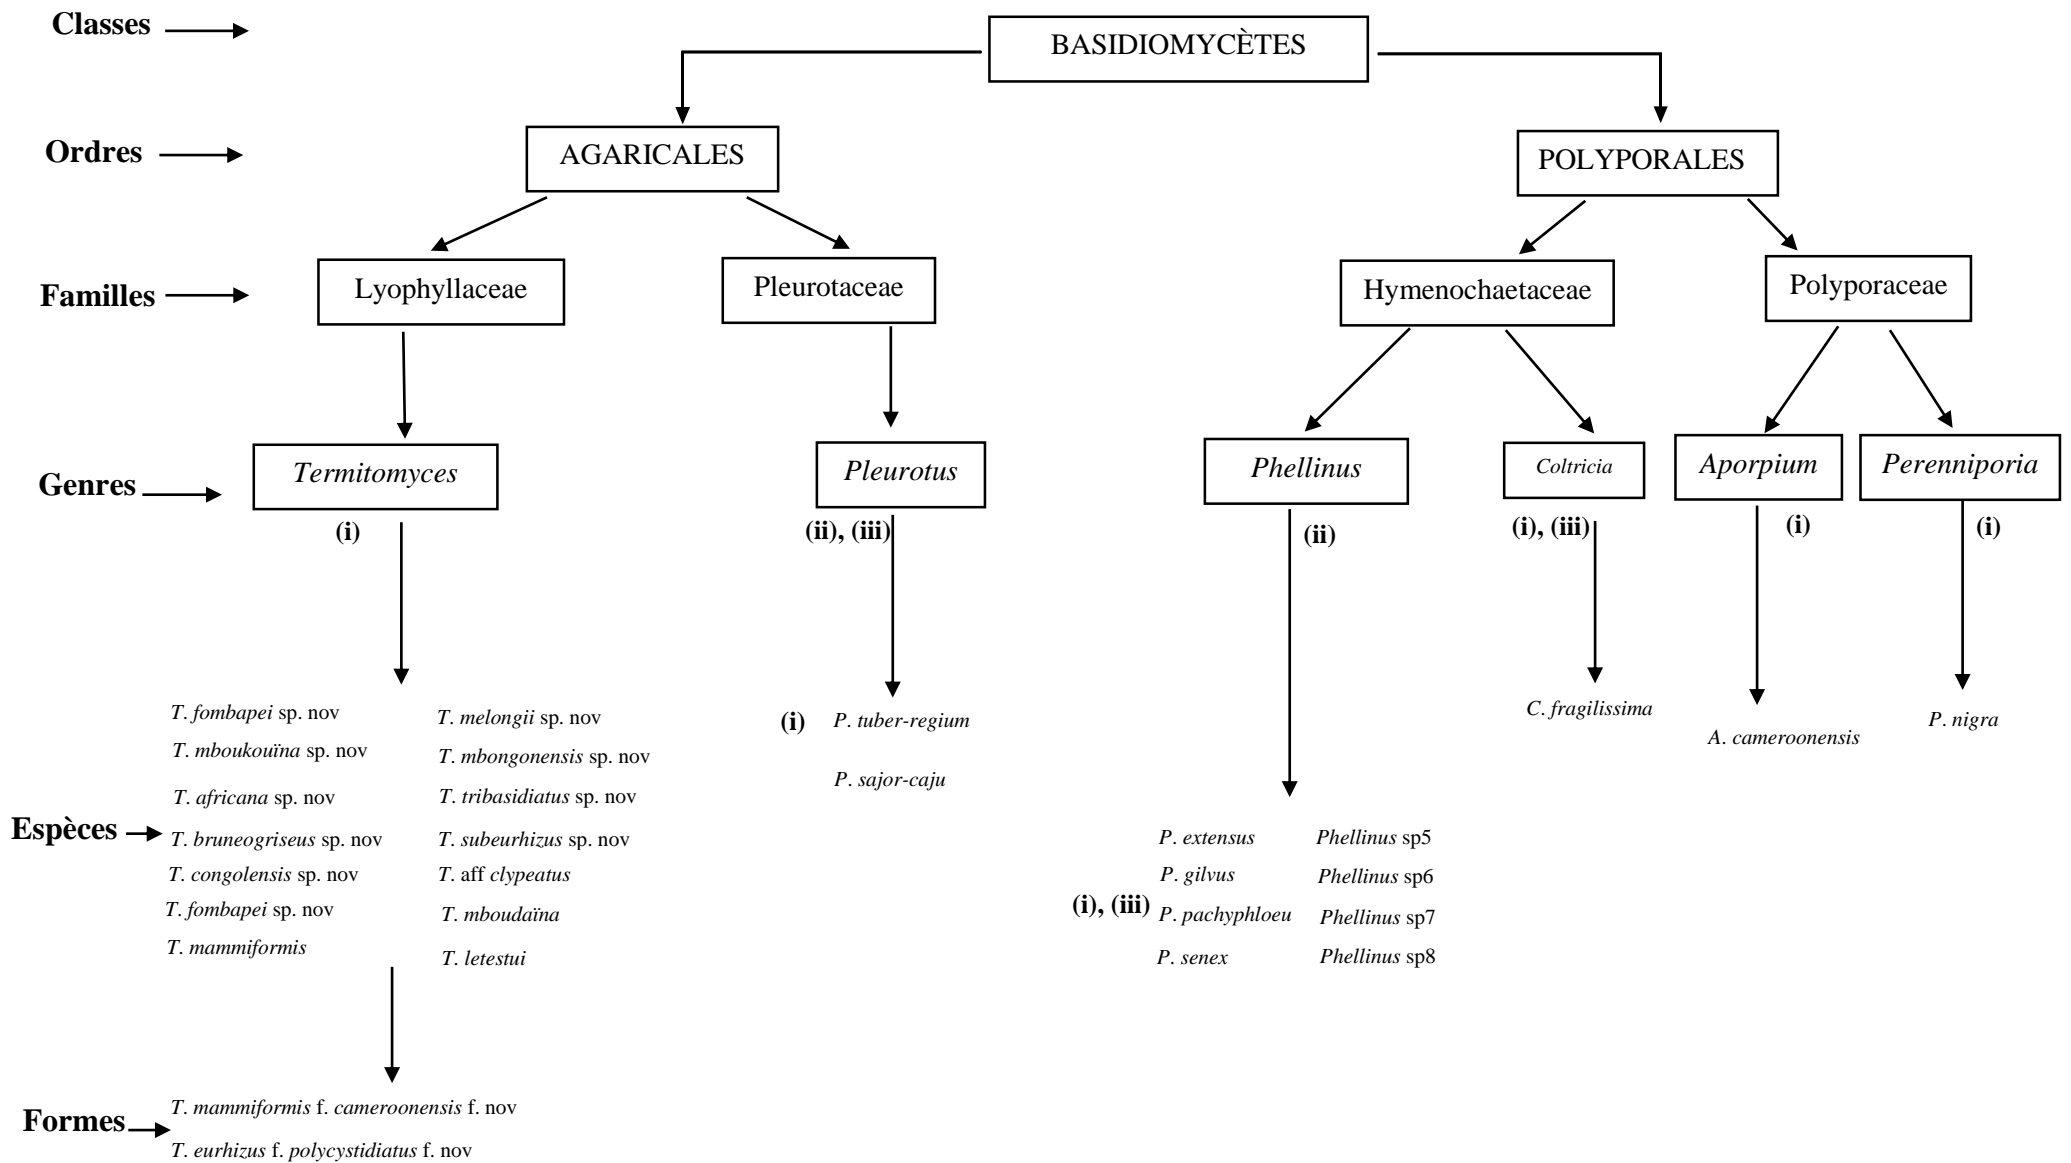 Classes
BASIDIOMYCÈTES
Ordres
AGARICALES
POLYPORALES
Familles
Lyophyllaceae
Pleurotaceae
Hymenochaetaceae
Polyporaceae
Genres
Termitomyces
Pleurotus
Phellinus
Coltricia
Aporpium
Perenniporia
(i)
(ii), (iii)
(ii)
(i), (iii)
(i)
(i)
Espèces
T. fombapei sp. nov
T. mboukouïna sp. nov
T. africana sp. nov
T. bruneogriseus sp. nov
T. congolensis sp. nov
T. fombapei sp. nov
T. mammiformis
T. melongii sp. nov
T. mbongonensis sp. nov
T. tribasidiatus sp. nov
T. subeurhizus sp. nov
T. aff clypeatus
T. mboudaïna
T. letestui
(i) P. tuber-regium
P. sajor-caju
(i), (iii)
P. extensus
P. gilvus
P. pachyphloeu
P. senex
Phellinus sp5
Phellinus sp6
Phellinus sp7
Phellinus sp8
C. fragilissima
A. cameroonensis
P. nigra
Formes
T. mammiformis f. cameroonensis f. nov
T. eurhizus f. polycystidiatus f. nov